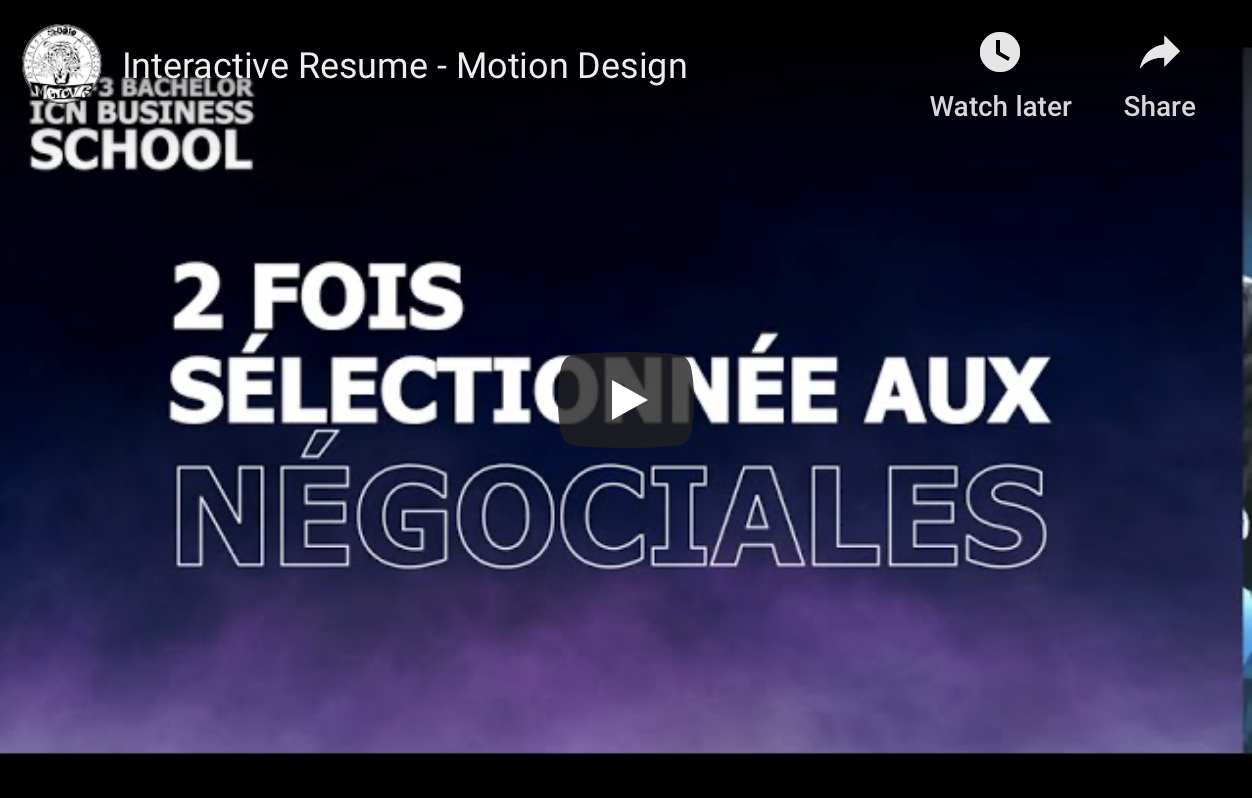 Interactive Resume - Motion Design
Watch later
Share
3 BACHELOR
ICN BUSINESS
SCHOOL
2 FOIS
SÉLECTIONNÉE AUX
NÉGOCIALES